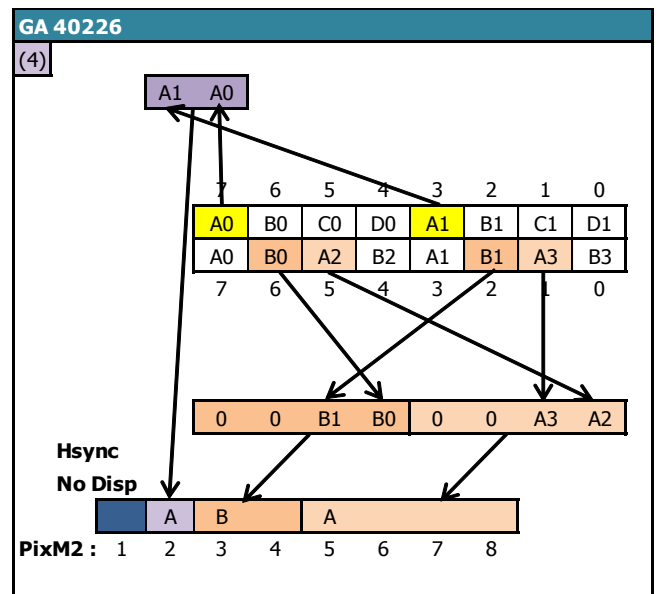 GA 40226
(4)
A1 A0
7 6 5 4 3 2 1 0
A0 B0 C0 D0 A1 B1 C1 D1
A0 B0 A2 B2 A1 B1 A3 B3
7 6 5 4 3 2 1 0
0 0 B1 B0 0 0 A3 A2
Hsync
No Disp
A B A
PixM2 : 1 2 3 4 5 6 7 8